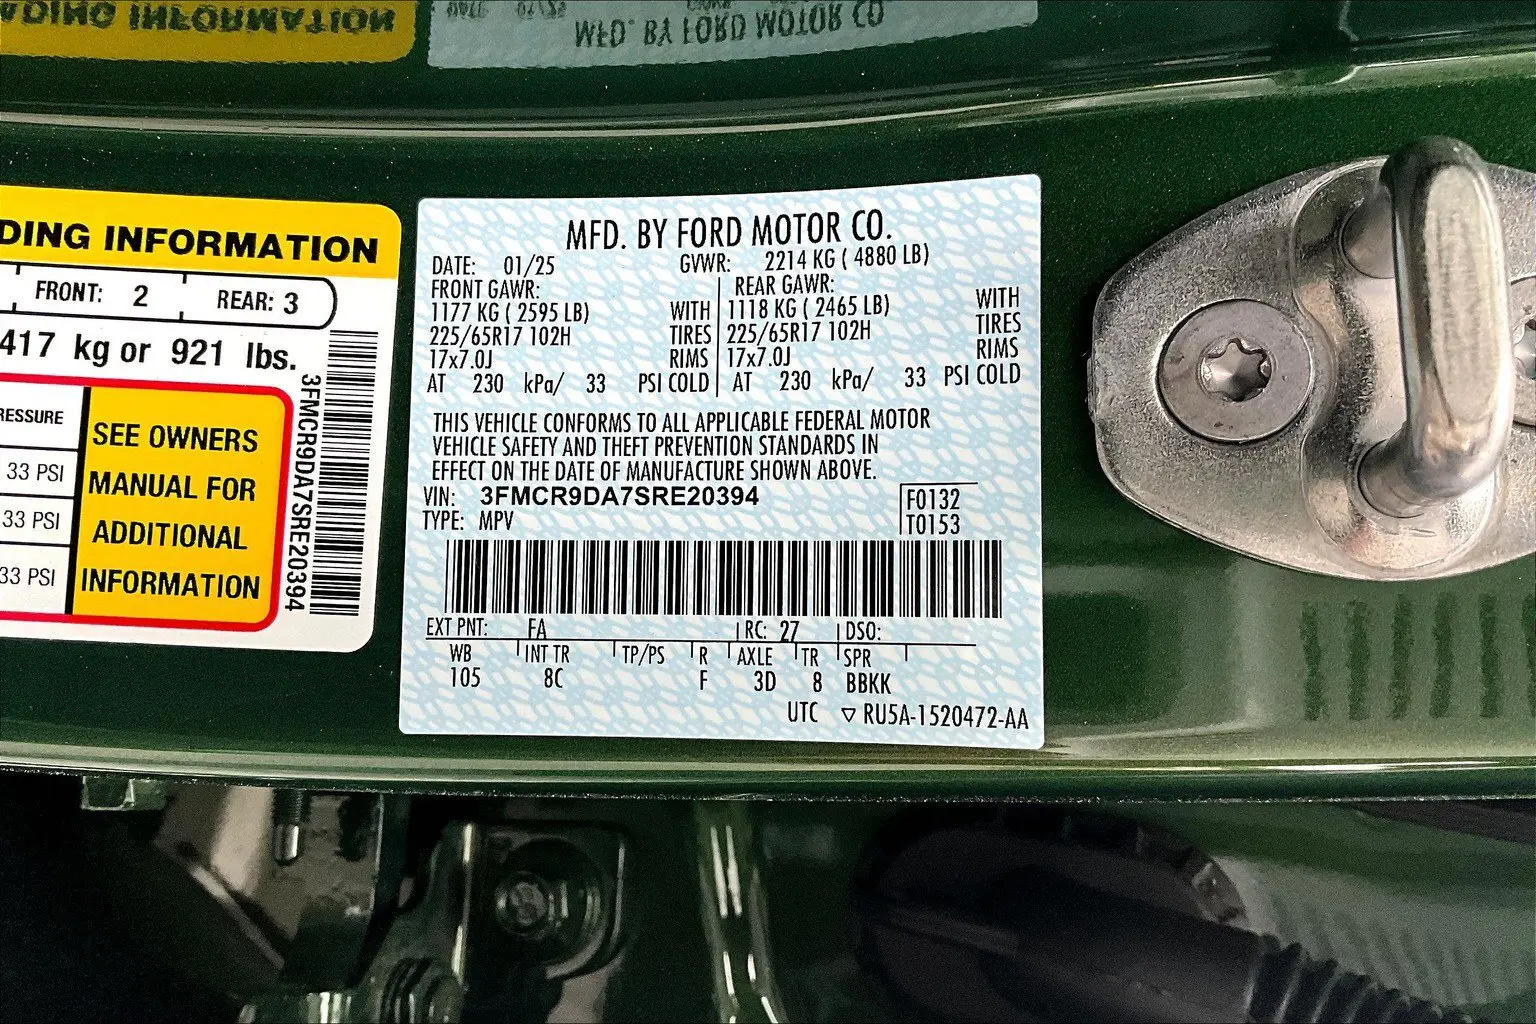 DING INFORMATION
FRONT: 2 REAR: 3
417 kg or 921 lbs.
RESSURE
33 PSI
33 PSI
33 PSI
SEE OWNERS
MANUAL FOR
ADDITIONAL
INFORMATION
3FMCR9DA7SRE20394
MFD. BY FORD MOTOR CO.
DATE: 01/25 GVWR: 2214 KG ( 4880 LB)
FRONT GAWR: REAR GAWR:
1177 KG ( 2595 LB) WITH 1118 KG ( 2465 LB) WITH
225/65R17 102H TIRES 225/65R17 102H TIRES
17x7.0J RIMS 17x7.0J RIMS
AT 230 kPa/ 33 PSI COLD AT 230 kPa/ 33 PSI COLD
THIS VEHICLE CONFORMS TO ALL APPLICABLE FEDERAL MOTOR
VEHICLE SAFETY AND THEFT PREVENTION STANDARDS IN
EFFECT ON THE DATE OF MANUFACTURE SHOWN ABOVE.
VIN: 3FMCR9DA7SRE20394 F0132
TYPE: MPV T0153
EXT PNT: FA RC: 27 DSO:
WB INT TR TP/PS R AXLE TR SPR
105 8C F 3D 8 BBKK
UTC ▽ RU5A-1520472-AA